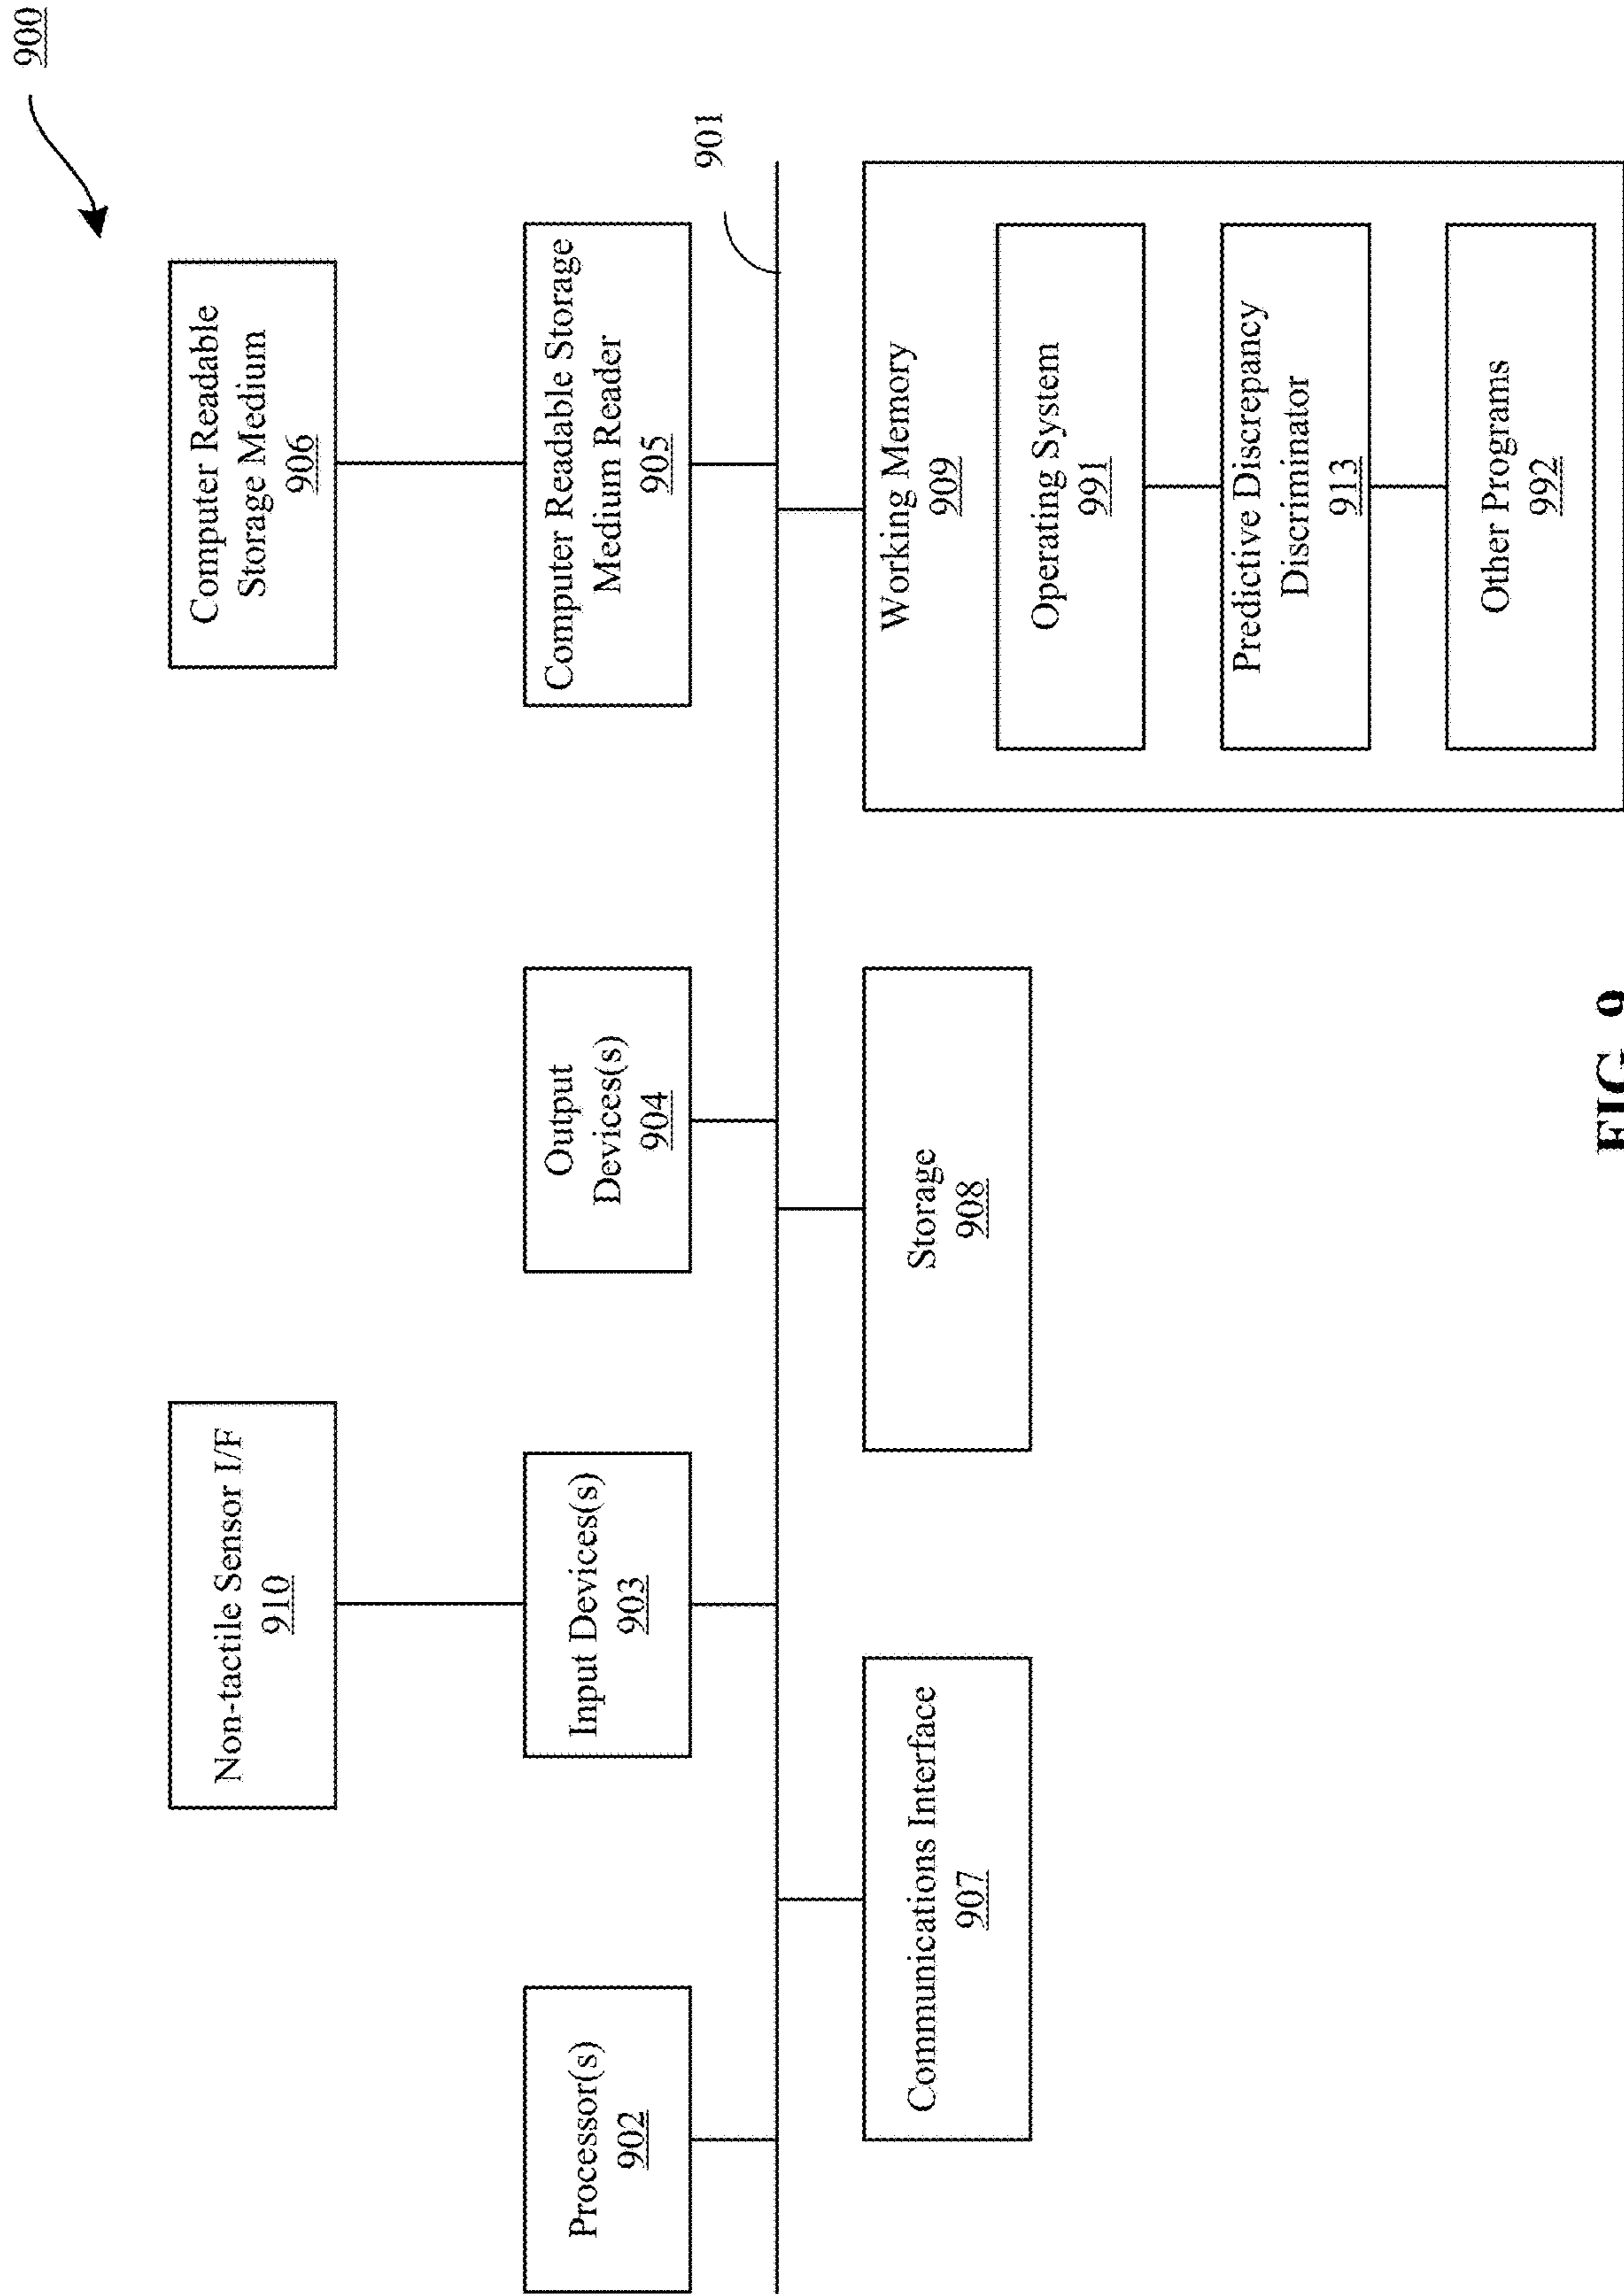 900
Computer Readable
Storage Medium
906
Non-tactile Sensor I/F
910
Computer Readable Storage
Medium Reader
905
Output
Devices(s)
904
Input Devices(s)
903
Processor(s)
902
901
Working Memory
909
Operating System
991
Predictive Discrepancy
Discriminator
913
Other Programs
992
Storage
908
Communications Interface
907
FIG. 9